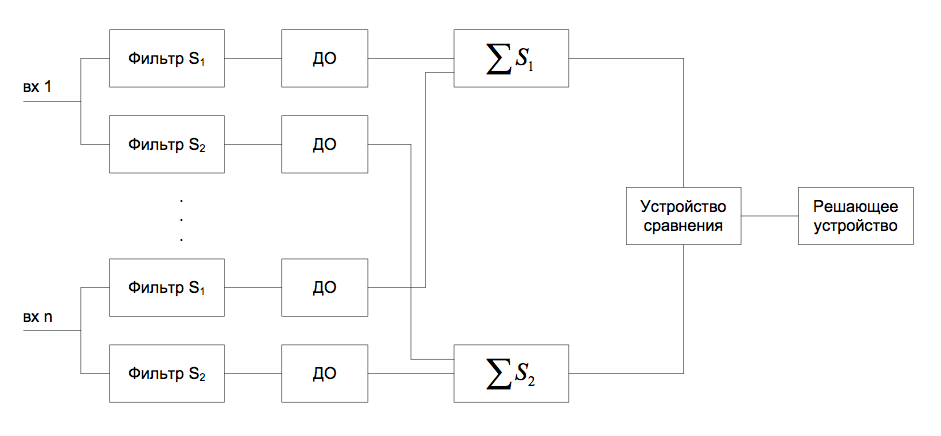 Фильтр S₁
ДО
∑S₁
вх 1
Фильтр S₂
ДО
.
.
.
Устройство
сравнения
Решающее
устройство
Фильтр S₁
ДО
вх n
Фильтр S₂
ДО
∑S₂